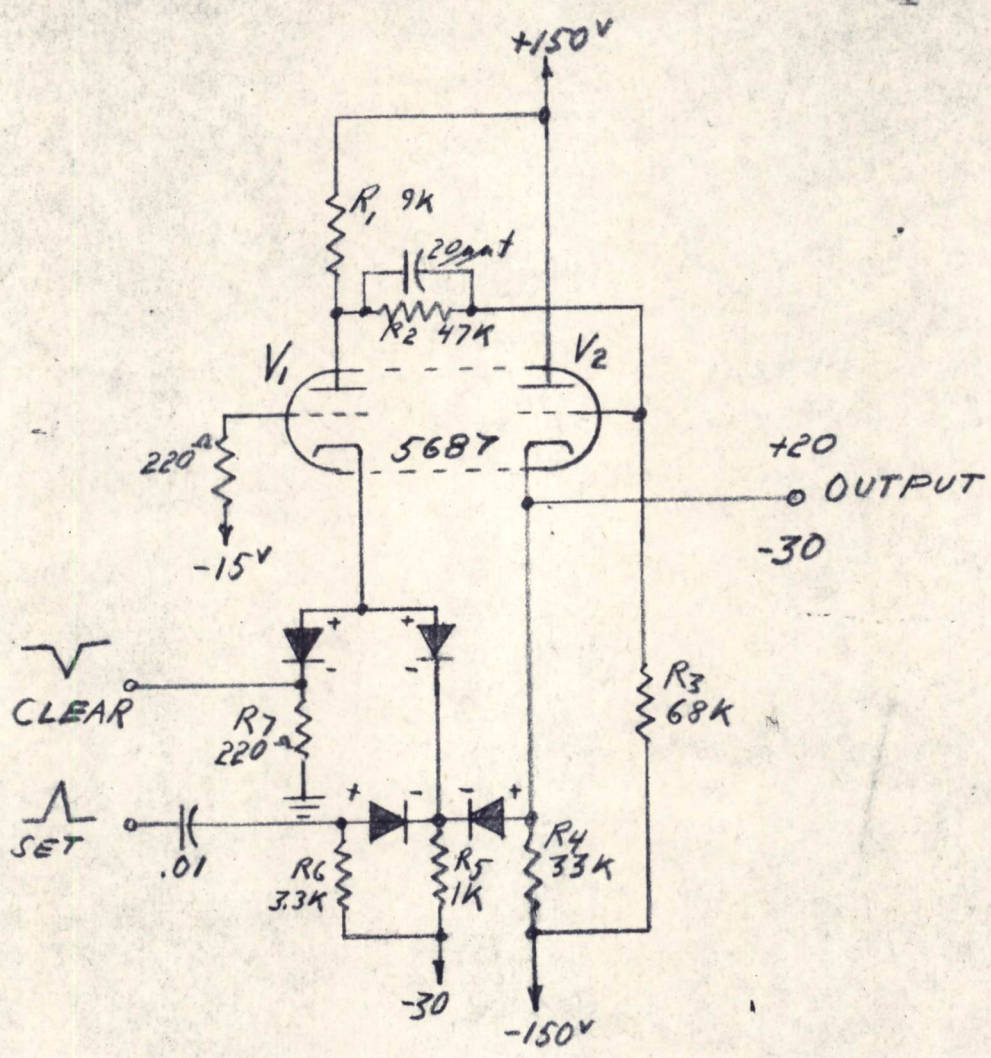 +150V
R1 9K
20μμf
R2 47K
V1
V2
5687
220Ω
-15V
+20
OUTPUT
-30
+ +
- -
CLEAR
R7
220Ω
R3
68K
+ - - +
SET
.01
R6
3.3K
R5
1K
R4
33K
-30
-150V